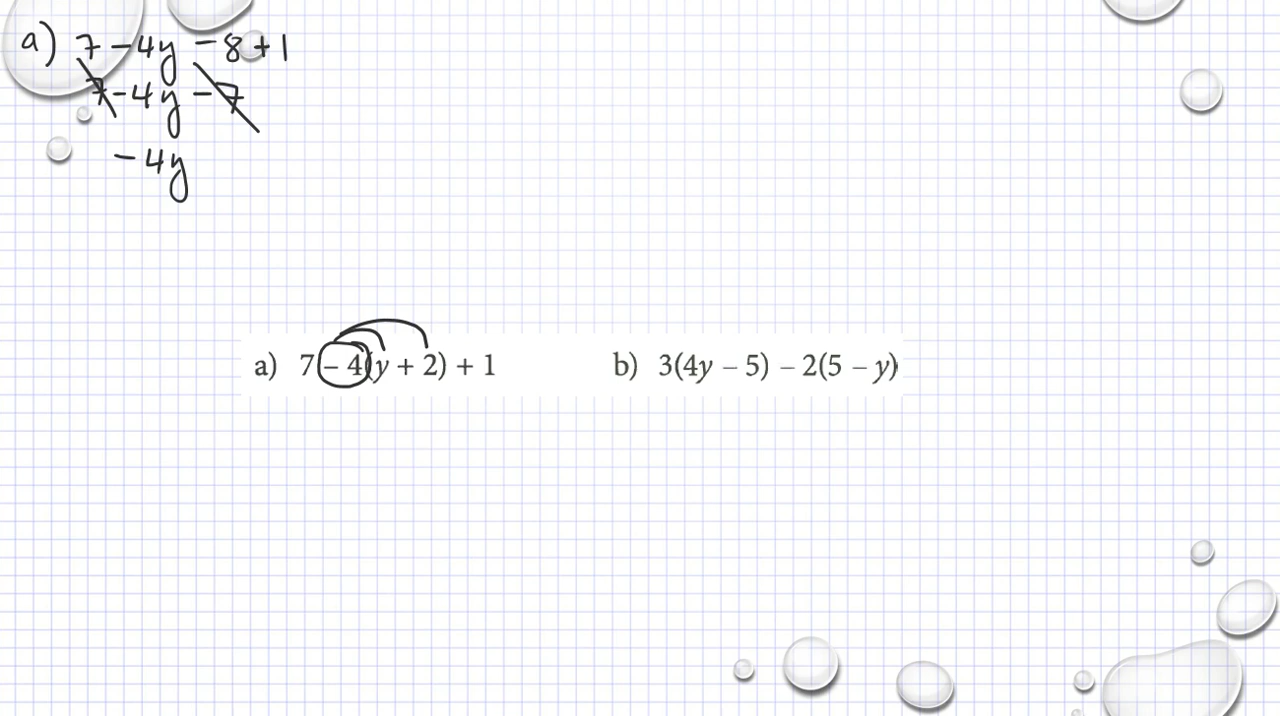 a) 7 - 4y - 8 + 1
7 - 4y - 7
- 4y
a) 7 – 4(y + 2) + 1
b) 3(4y – 5) – 2(5 – y)